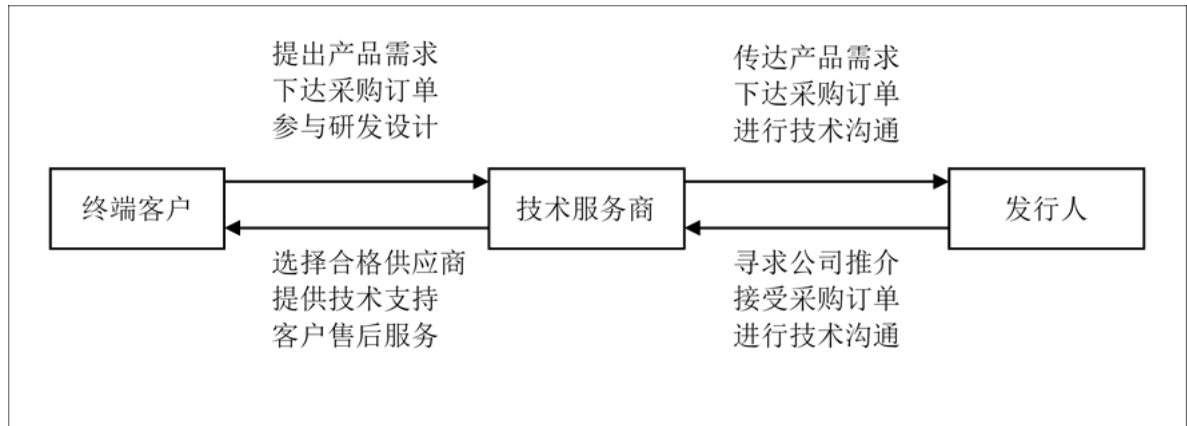 提出产品需求
下达采购订单
参与研发设计
传达产品需求
下达采购订单
进行技术沟通
终端客户
技术服务商
发行人
选择合格供应商
提供技术支持
客户售后服务
寻求公司推介
接受采购订单
进行技术沟通